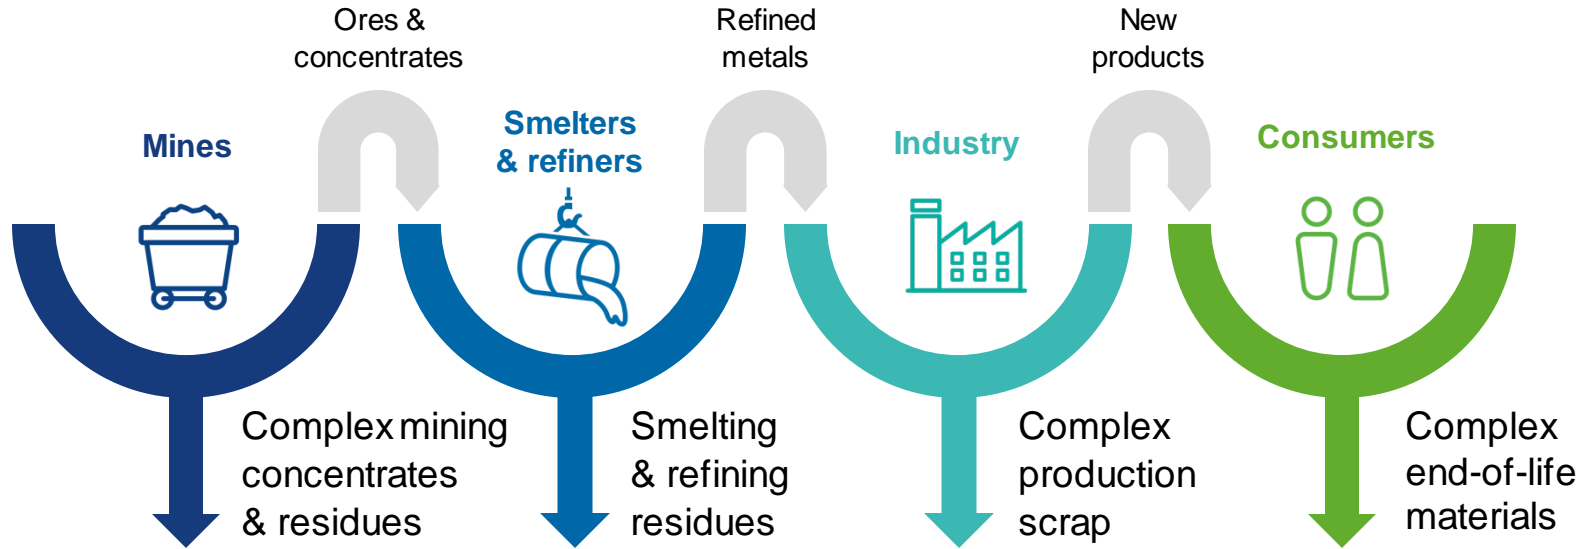 Ores &
concentrates
Refined
metals
New
products
Mines
Smelters
& refiners
Industry
Consumers
Complex mining
concentrates
& residues
Smelting
& refining
residues
Complex
production
scrap
Complex
end-of-life
materials